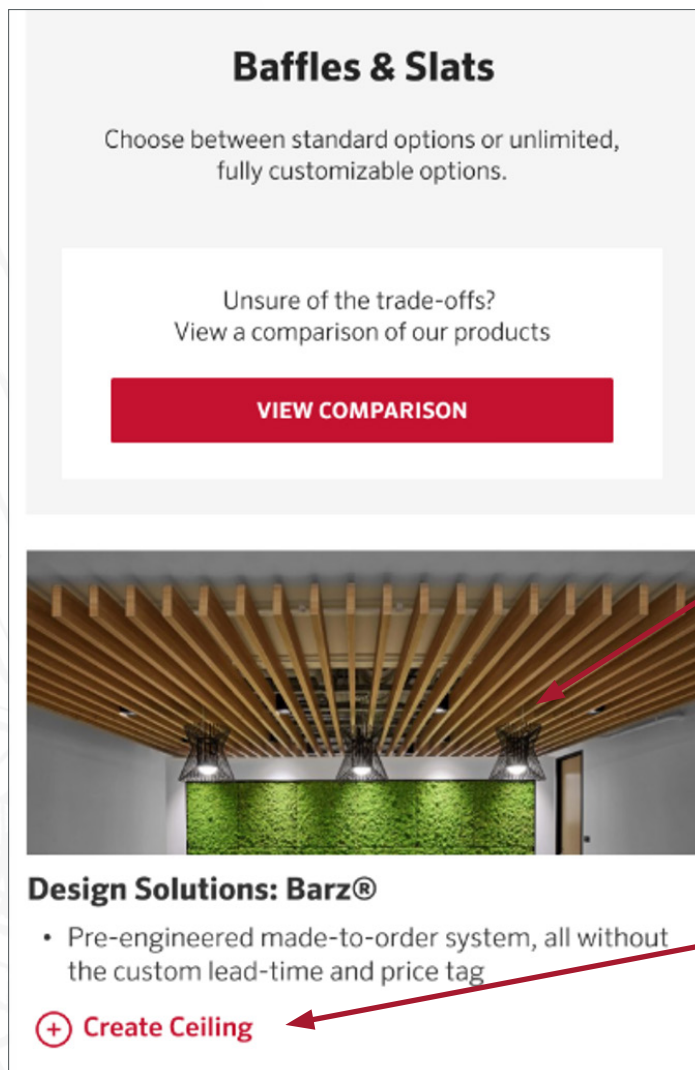 Baffles & Slats
Choose between standard options or unlimited,
fully customizable options.
Unsure of the trade-offs?
View a comparison of our products
VIEW COMPARISON
Design Solutions: Barz®
• Pre-engineered made-to-order system, all without
the custom lead-time and price tag
Create Ceiling